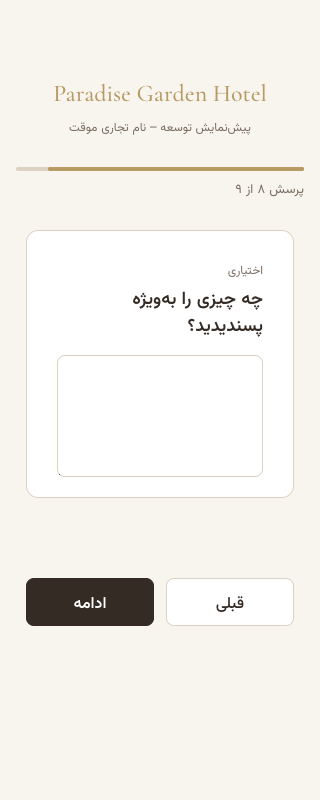 Paradise Garden Hotel
پیش‌نمایش توسعه – نام تجاری موقت
پرسش ۸ از ۹
اختیاری
چه چیزی را به‌ویژه
پسندیدید؟
قبلی
ادامه